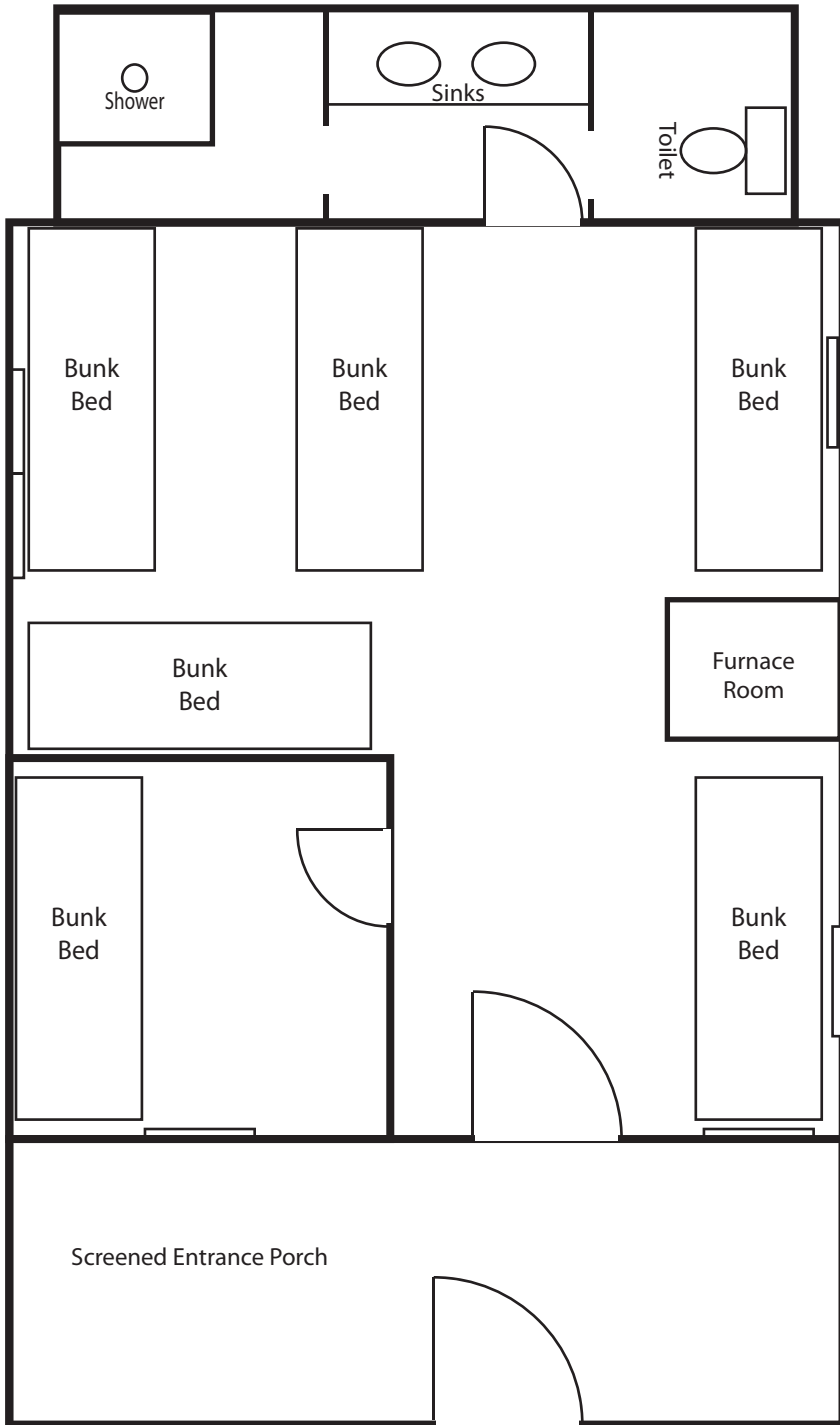 Shower
Sinks
Toilet
Bunk
Bed
Bunk
Bed
Bunk
Bed
Bunk
Bed
Furnace
Room
Bunk
Bed
Bunk
Bed
Screened Entrance Porch